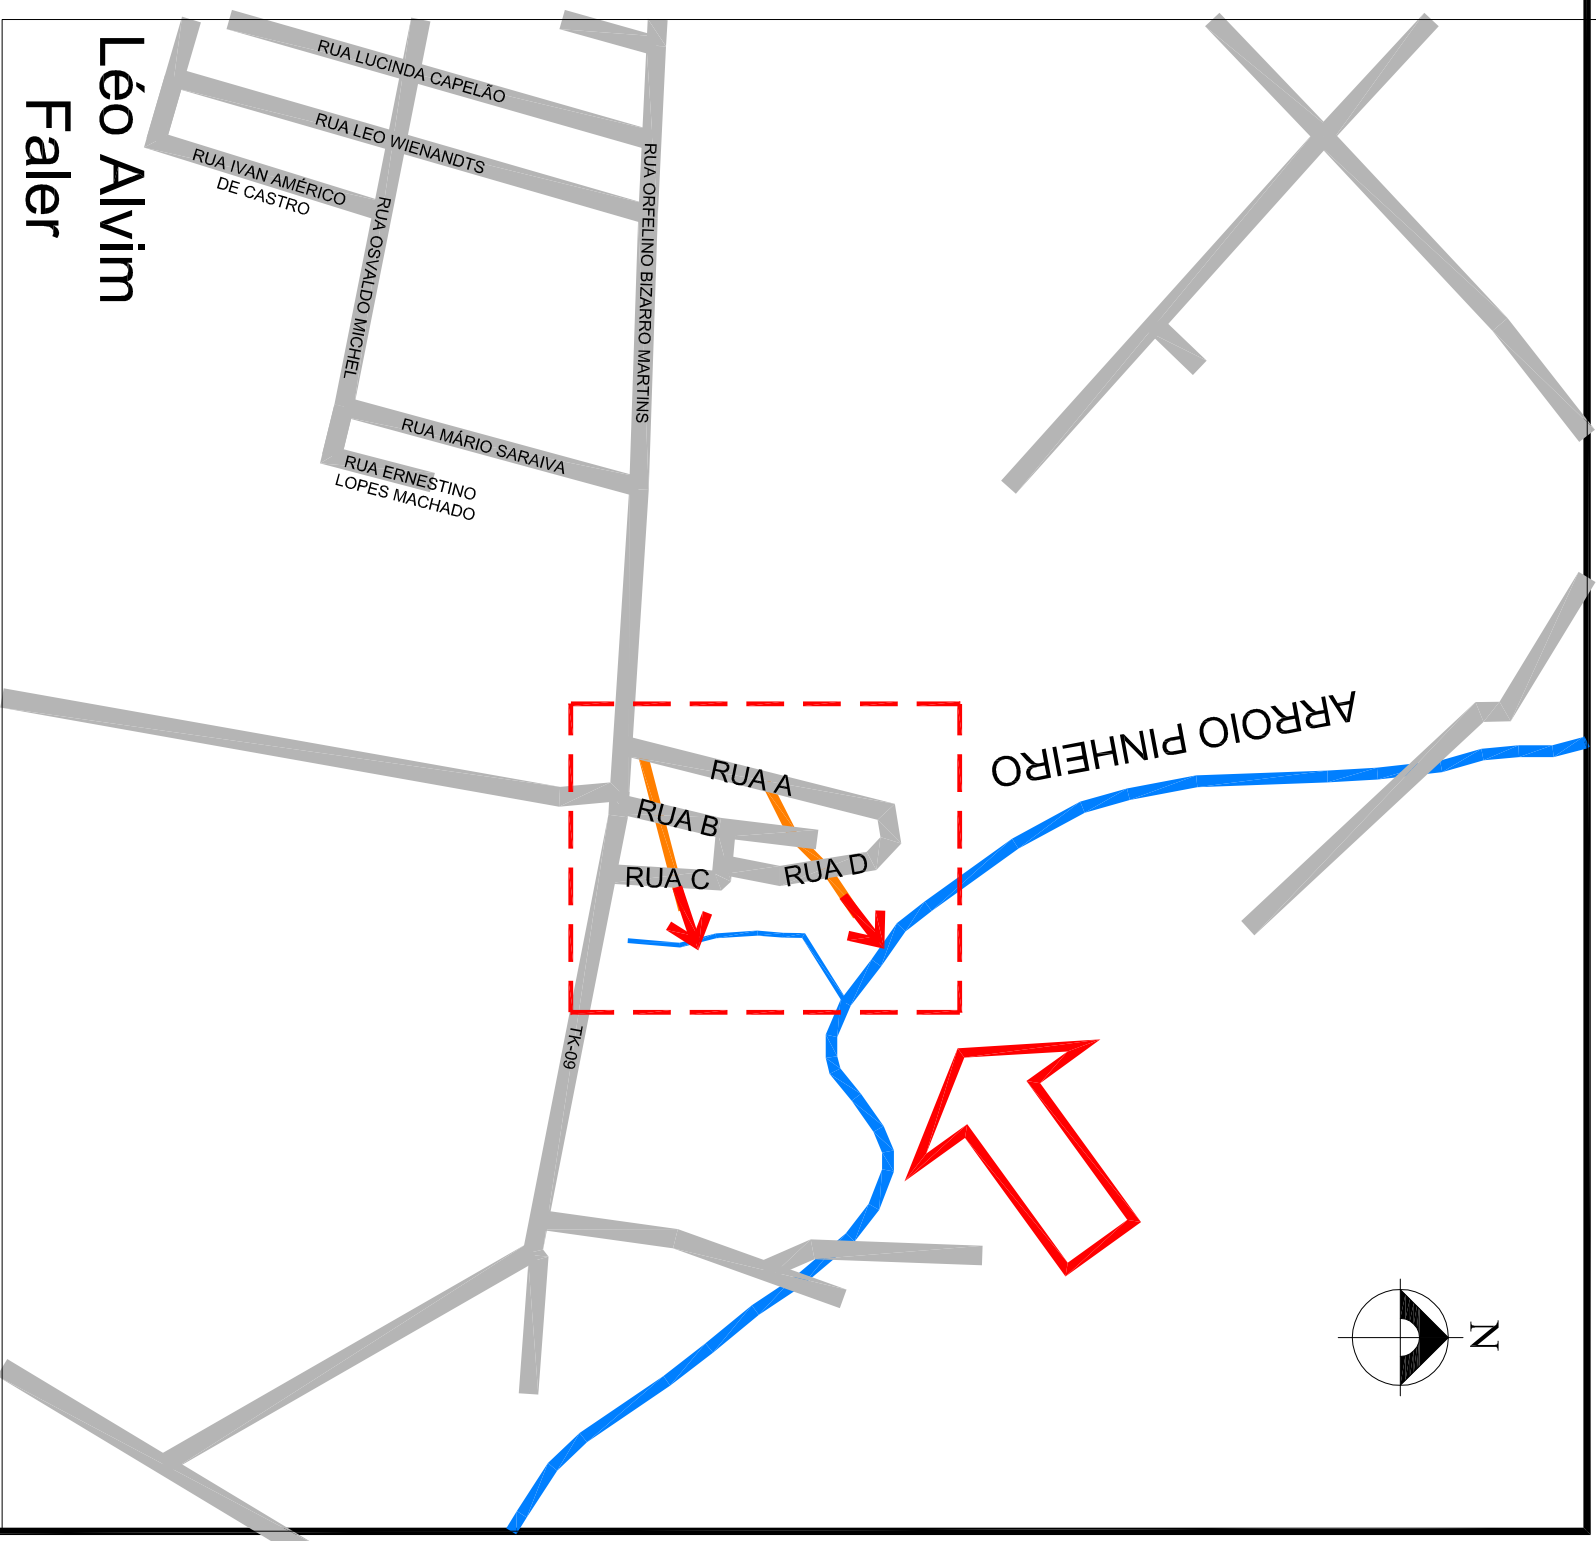 Léo Alvim
Faler
RUA LUCINDA CAPELÃO
RUA LEO WIENANDTS
RUA IVAN AMÉRICO
DE CASTRO
RUA OSVALDO MICHEL
RUA ORFELINO BIZARRO MARTINS
RUA MÁRIO SARAIVA
RUA ERNESTINO
LOPES MACHADO
ARROIO PINHEIRO
RUA A
RUA B
RUA C
RUA D
TK-09
N